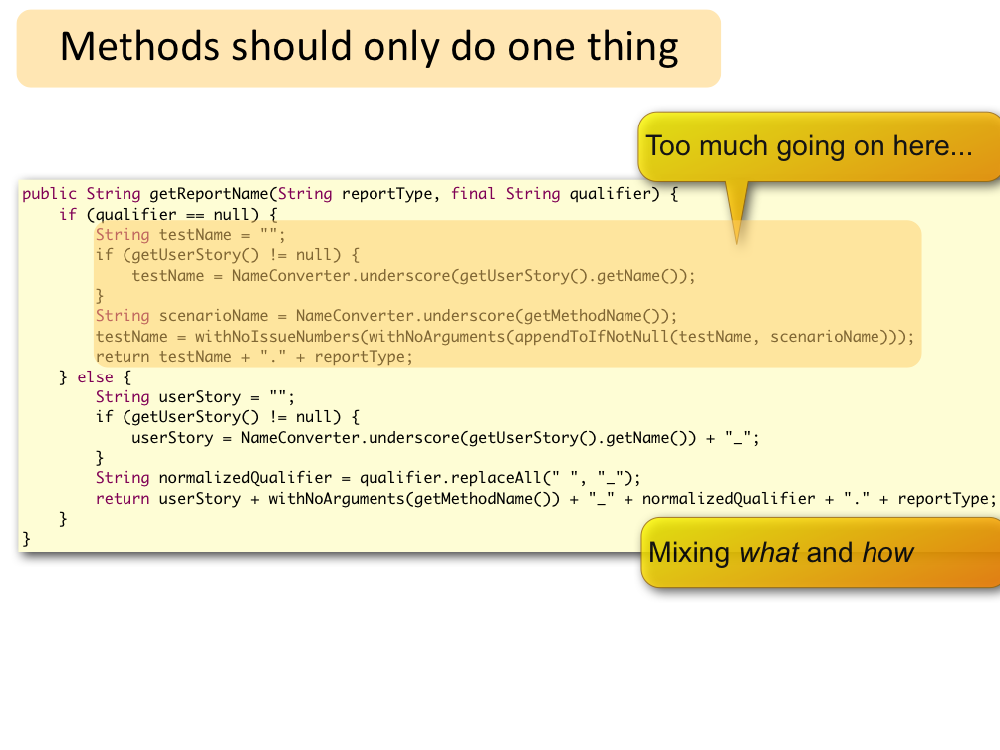 Methods should only do one thing
Too much going on here...
public String getReportName(String reportType, final String qualifier) {
    if (qualifier == null) {
        String testName = "";
        if (getUserStory() != null) {
            testName = NameConverter.underscore(getUserStory().getName());
        }
        String scenarioName = NameConverter.underscore(getMethodName());
        testName = withNoIssueNumbers(withNoArguments(appendToIfNotNull(testName, scenarioName)));
        return testName + "." + reportType;
    } else {
        String userStory = "";
        if (getUserStory() != null) {
            userStory = NameConverter.underscore(getUserStory().getName()) + "_";
        }
        String normalizedQualifier = qualifier.replaceAll(" ", "_");
        return userStory + withNoArguments(getMethodName()) + "_" + normalizedQualifier + "." + reportType;
    }
}
Mixing what and how